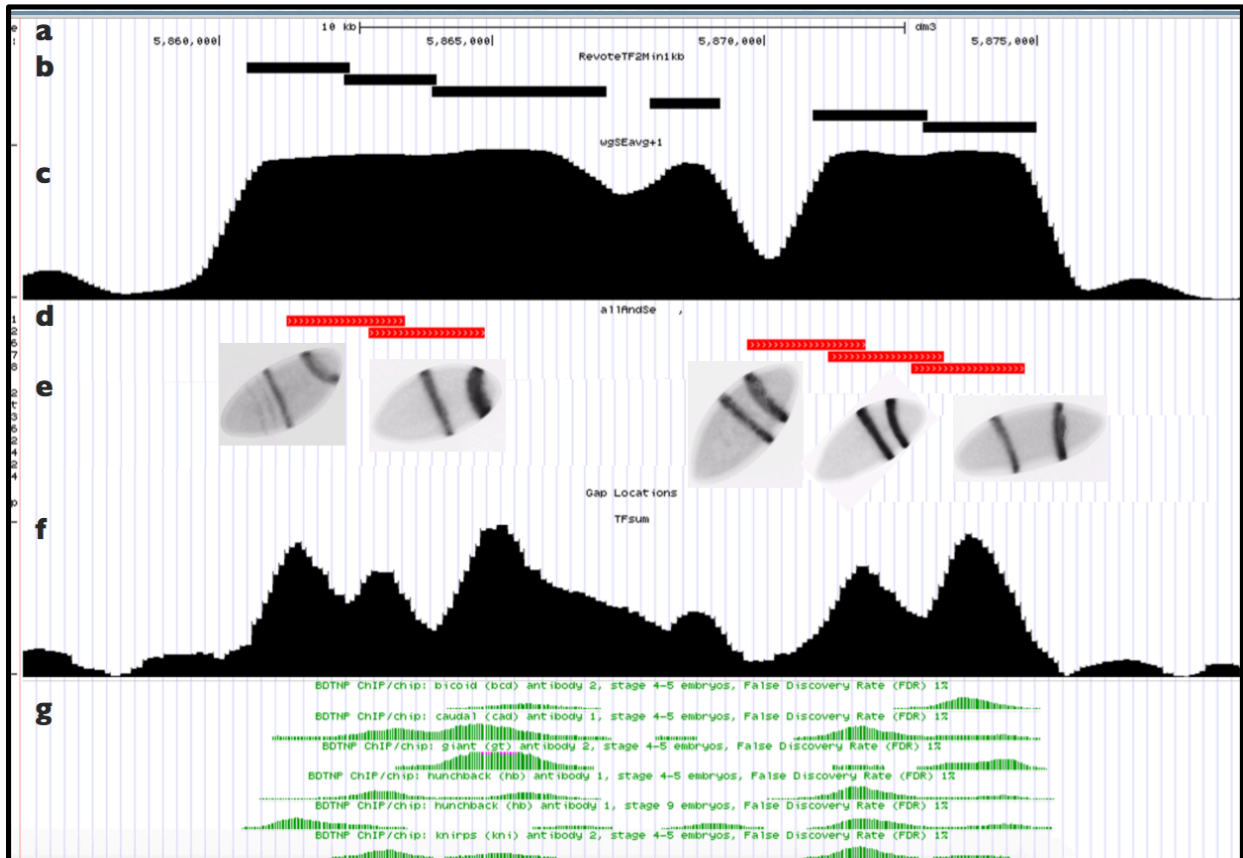 a
10 kb
dm3
5,860,000
5,865,000
5,870,000
5,875,000
b
RevoteTF2Min1kb
wgSEavg+1
c
d
allAndSe ,
1
2
6
7
8
e
Gap Locations
TFsum
f
g
BDTNP ChIP/chip: bicoid (bcd) antibody 2, stage 4-5 embryos, False Discovery Rate (FDR) 1%
BDTNP ChIP/chip: caudal (cad) antibody 1, stage 4-5 embryos, False Discovery Rate (FDR) 1%
BDTNP ChIP/chip: giant (gt) antibody 2, stage 4-5 embryos, False Discovery Rate (FDR) 1%
BDTNP ChIP/chip: hunchback (hb) antibody 1, stage 4-5 embryos, False Discovery Rate (FDR) 1%
BDTNP ChIP/chip: hunchback (hb) antibody 1, stage 9 embryos, False Discovery Rate (FDR) 1%
BDTNP ChIP/chip: knirps (kni) antibody 2, stage 4-5 embryos, False Discovery Rate (FDR) 1%